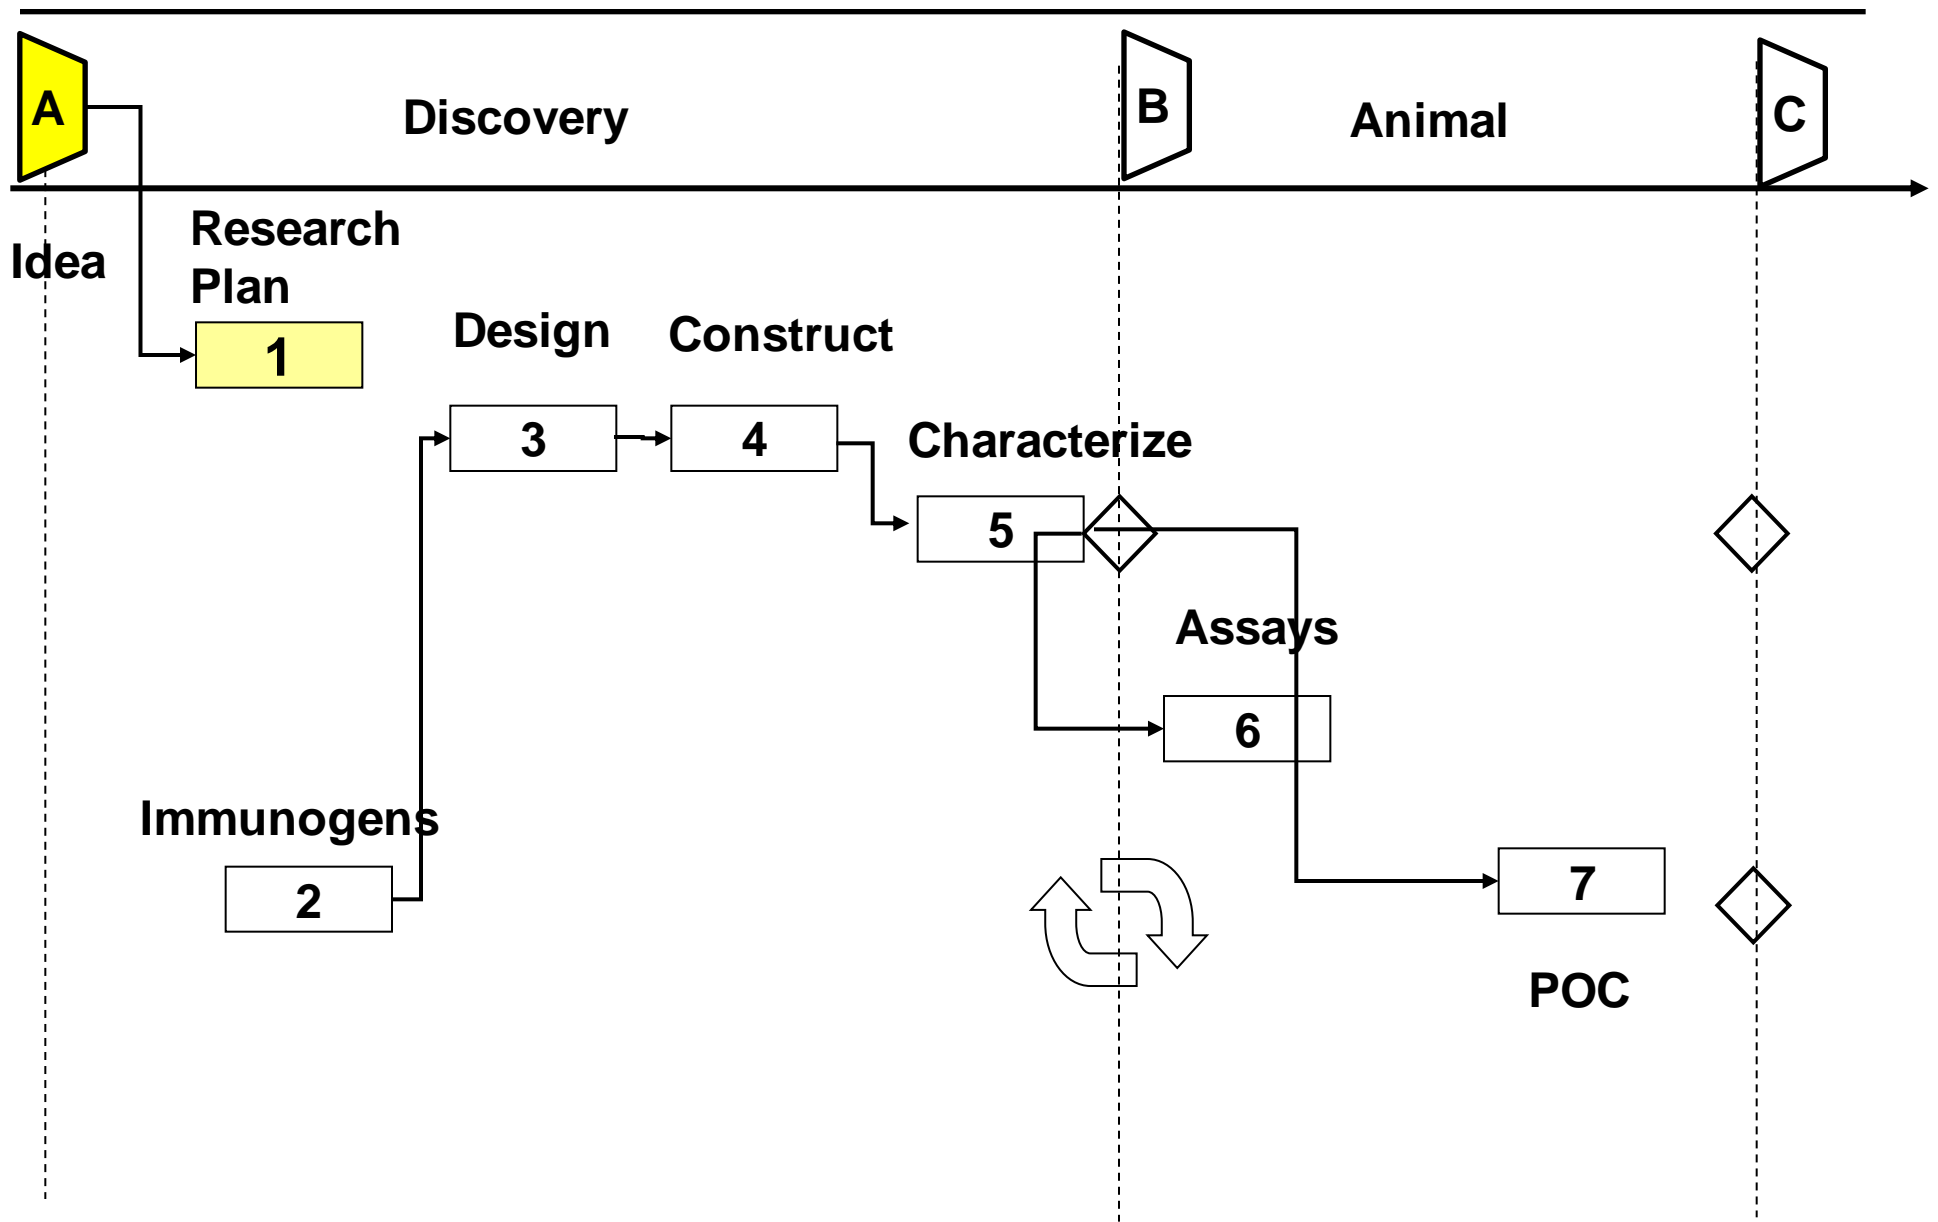 A
Discovery
B
Animal
C
Idea
Research
Plan
1
Design
Construct
3
4
Characterize
5
Assays
6
Immunogens
2
7
POC